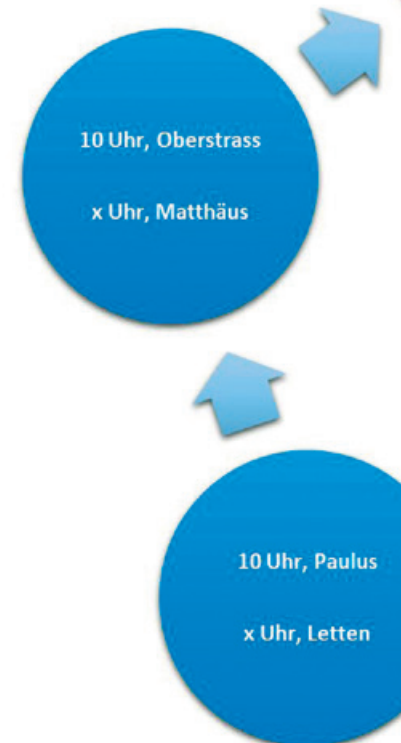 10 Uhr, Oberstrass
x Uhr, Matthäus
10 Uhr, Paulus
x Uhr, Letten